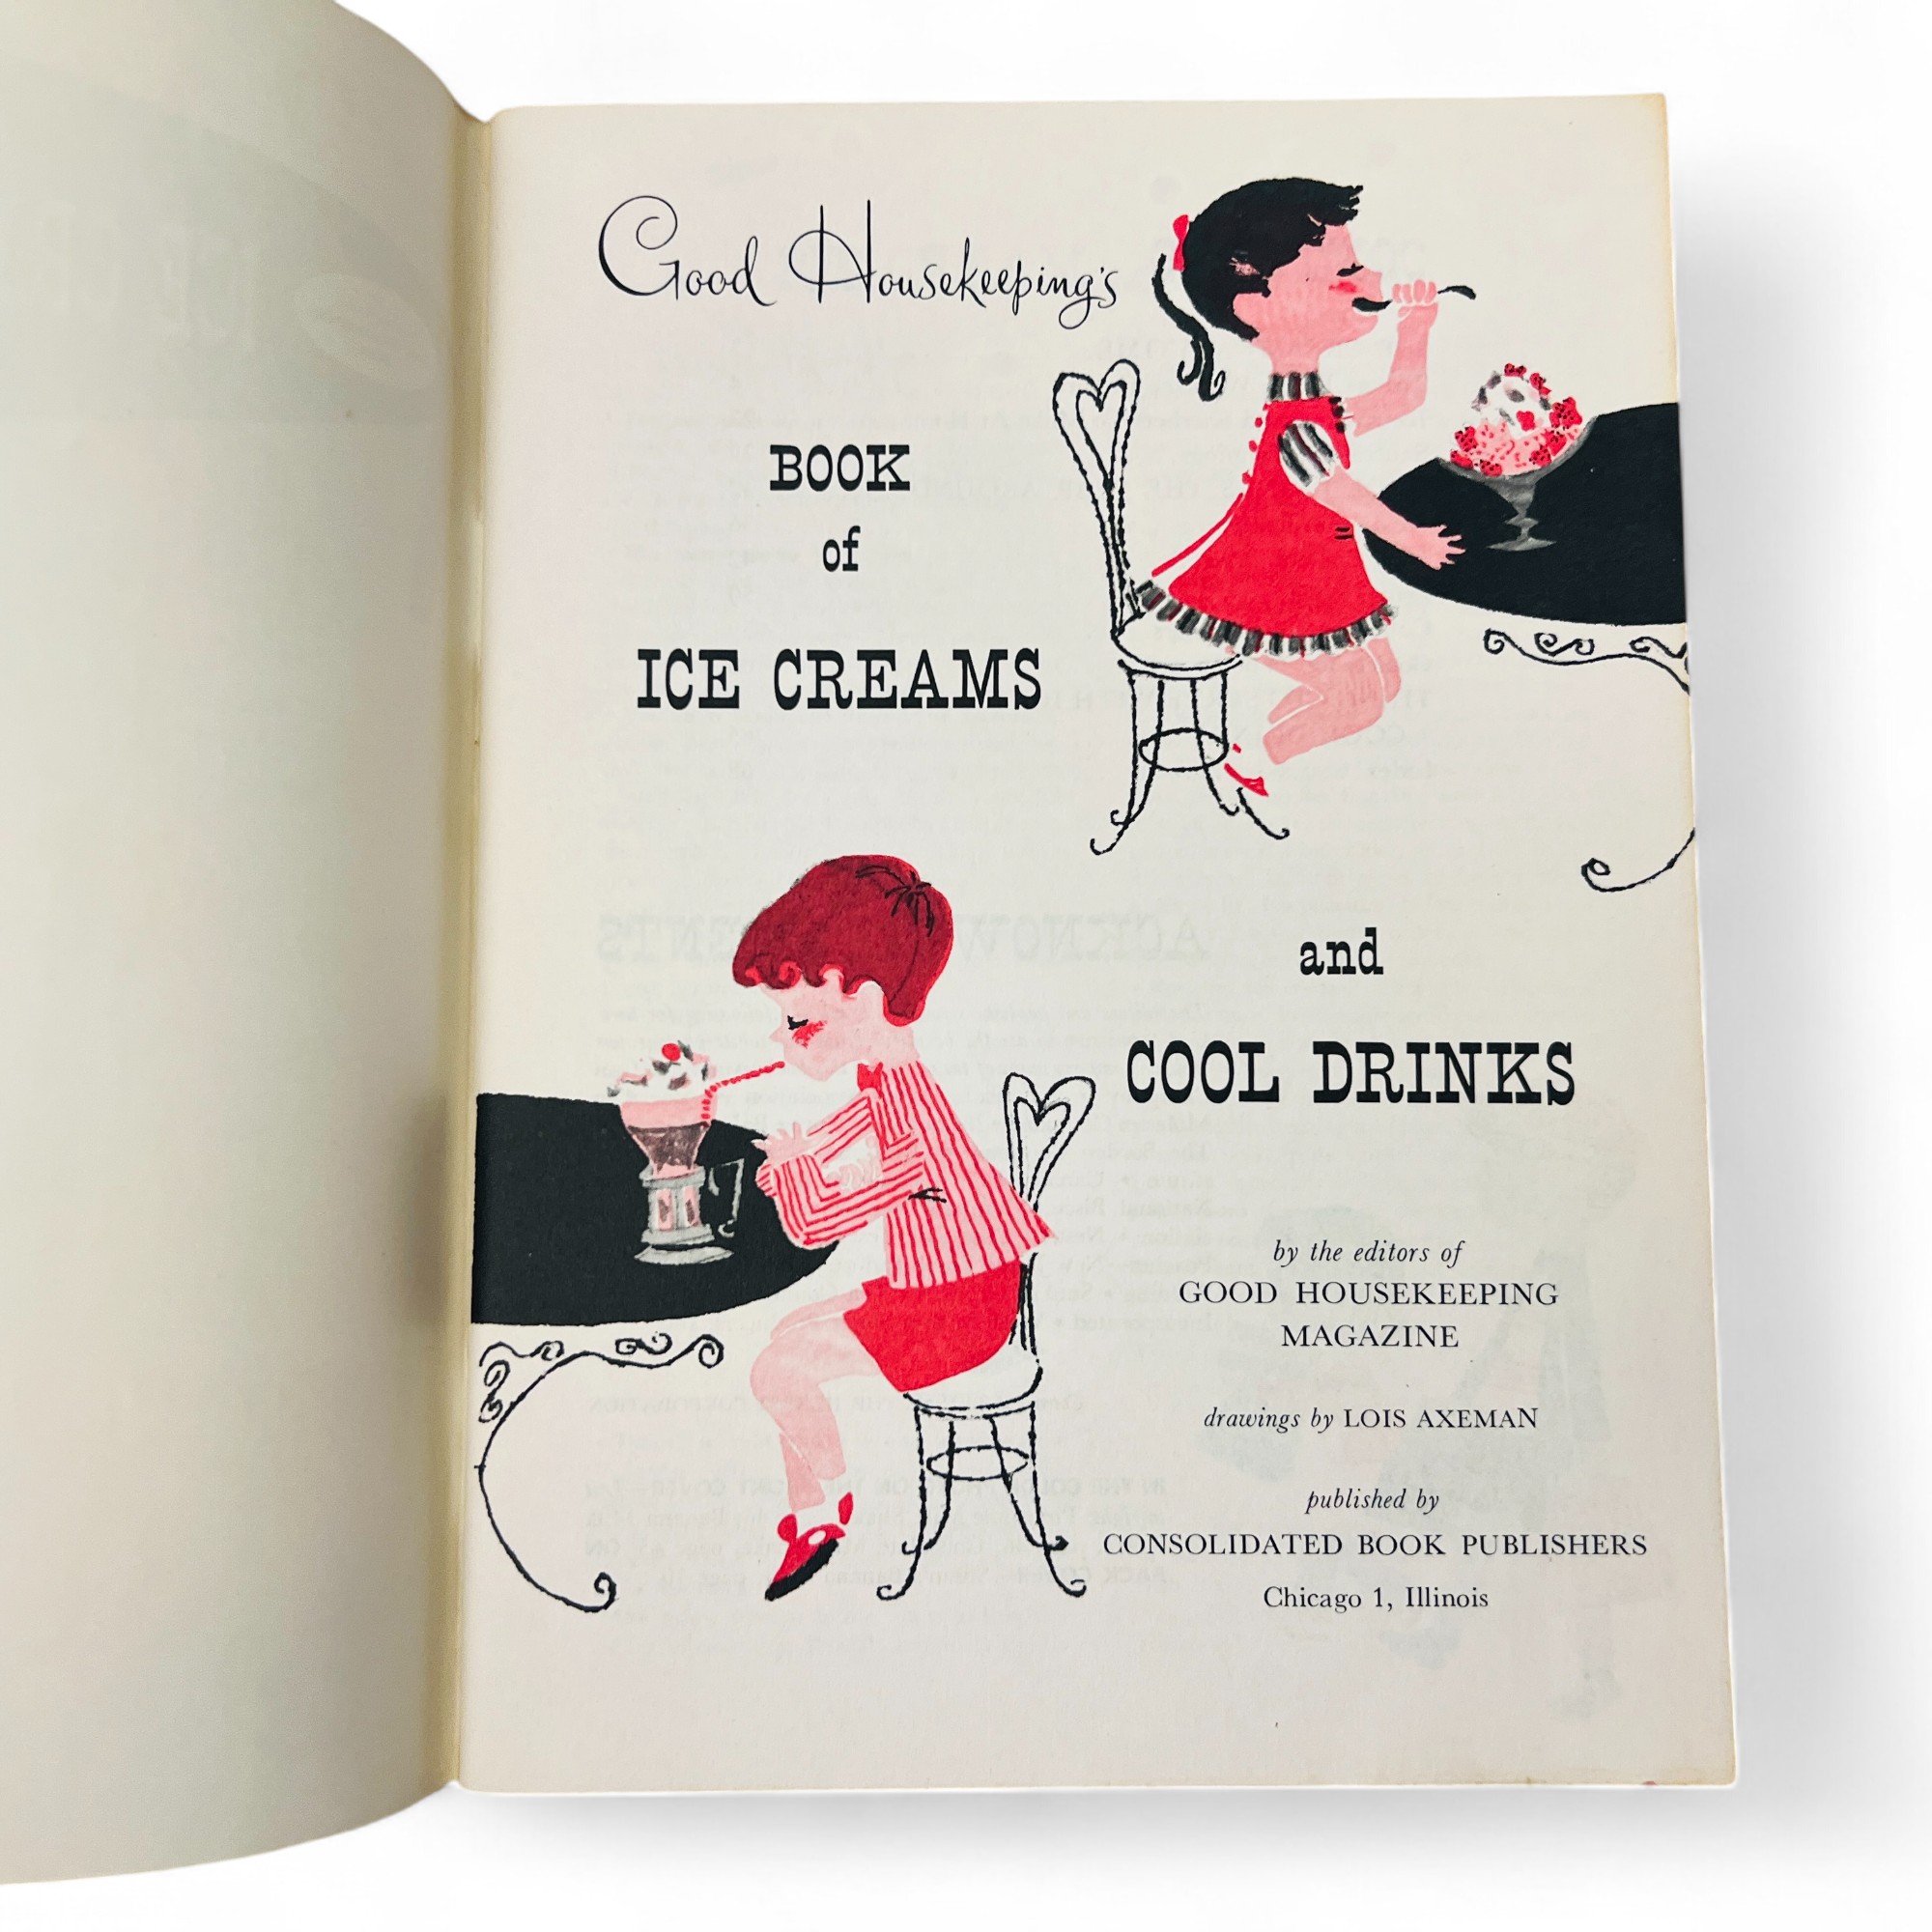 Good Housekeeping's
BOOK
of
ICE CREAMS
and
COOL DRINKS
by the editors of
GOOD HOUSEKEEPING
MAGAZINE
drawings by LOIS AXEMAN
published by
CONSOLIDATED BOOK PUBLISHERS
Chicago 1, Illinois